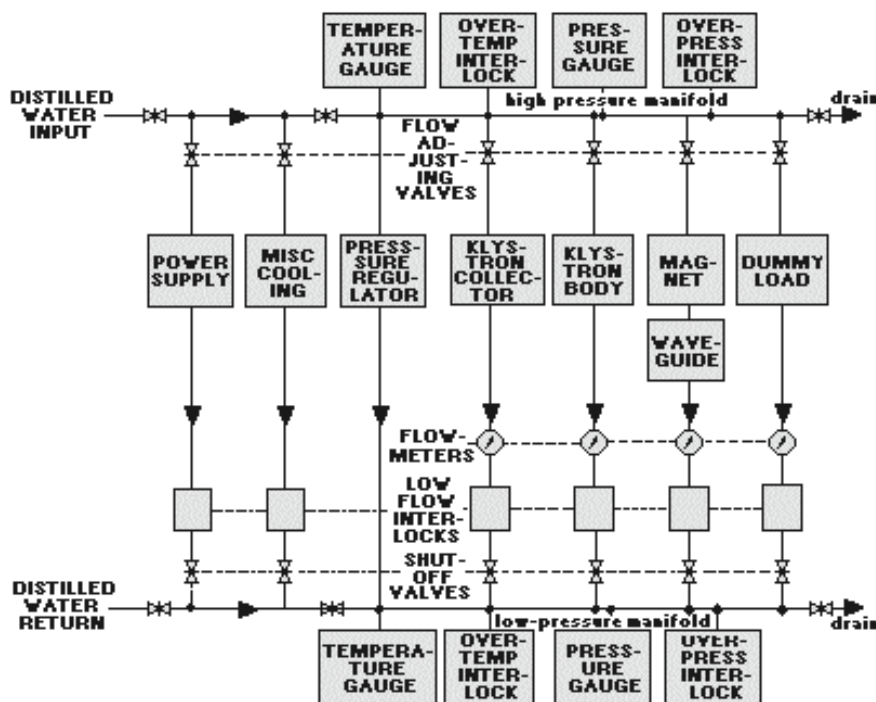 TEMPER-
ATURE
GAUGE
OVER-
TEMP
INTER-
LOCK
PRES-
SURE
GAUGE
OVER-
PRESS
INTER-
LOCK
DISTILLED
WATER
INPUT
high pressure manifold
drain
FLOW
AD-
JUST-
ING
VALVES
POWER
SUPPLY
MISC
COOL-
ING
PRES-
SURE
REGU-
LATOR
KLYS-
TRON
COLLEC-
TOR
KLYS-
TRON
BODY
MAG-
NET
DUMMY
LOAD
WAVE-
GUIDE
FLOW-
METERS
LOW
FLOW
INTER-
LOCKS
SHUT-
OFF
VALVES
DISTILLED
WATER
RETURN
low-pressure manifold
drain
TEMPERA-
TURE
GAUGE
OVER-
TEMP
INTER-
LOCK
PRESS-
URE
GAUGE
OVER-
PRESS
INTER-
LOCK